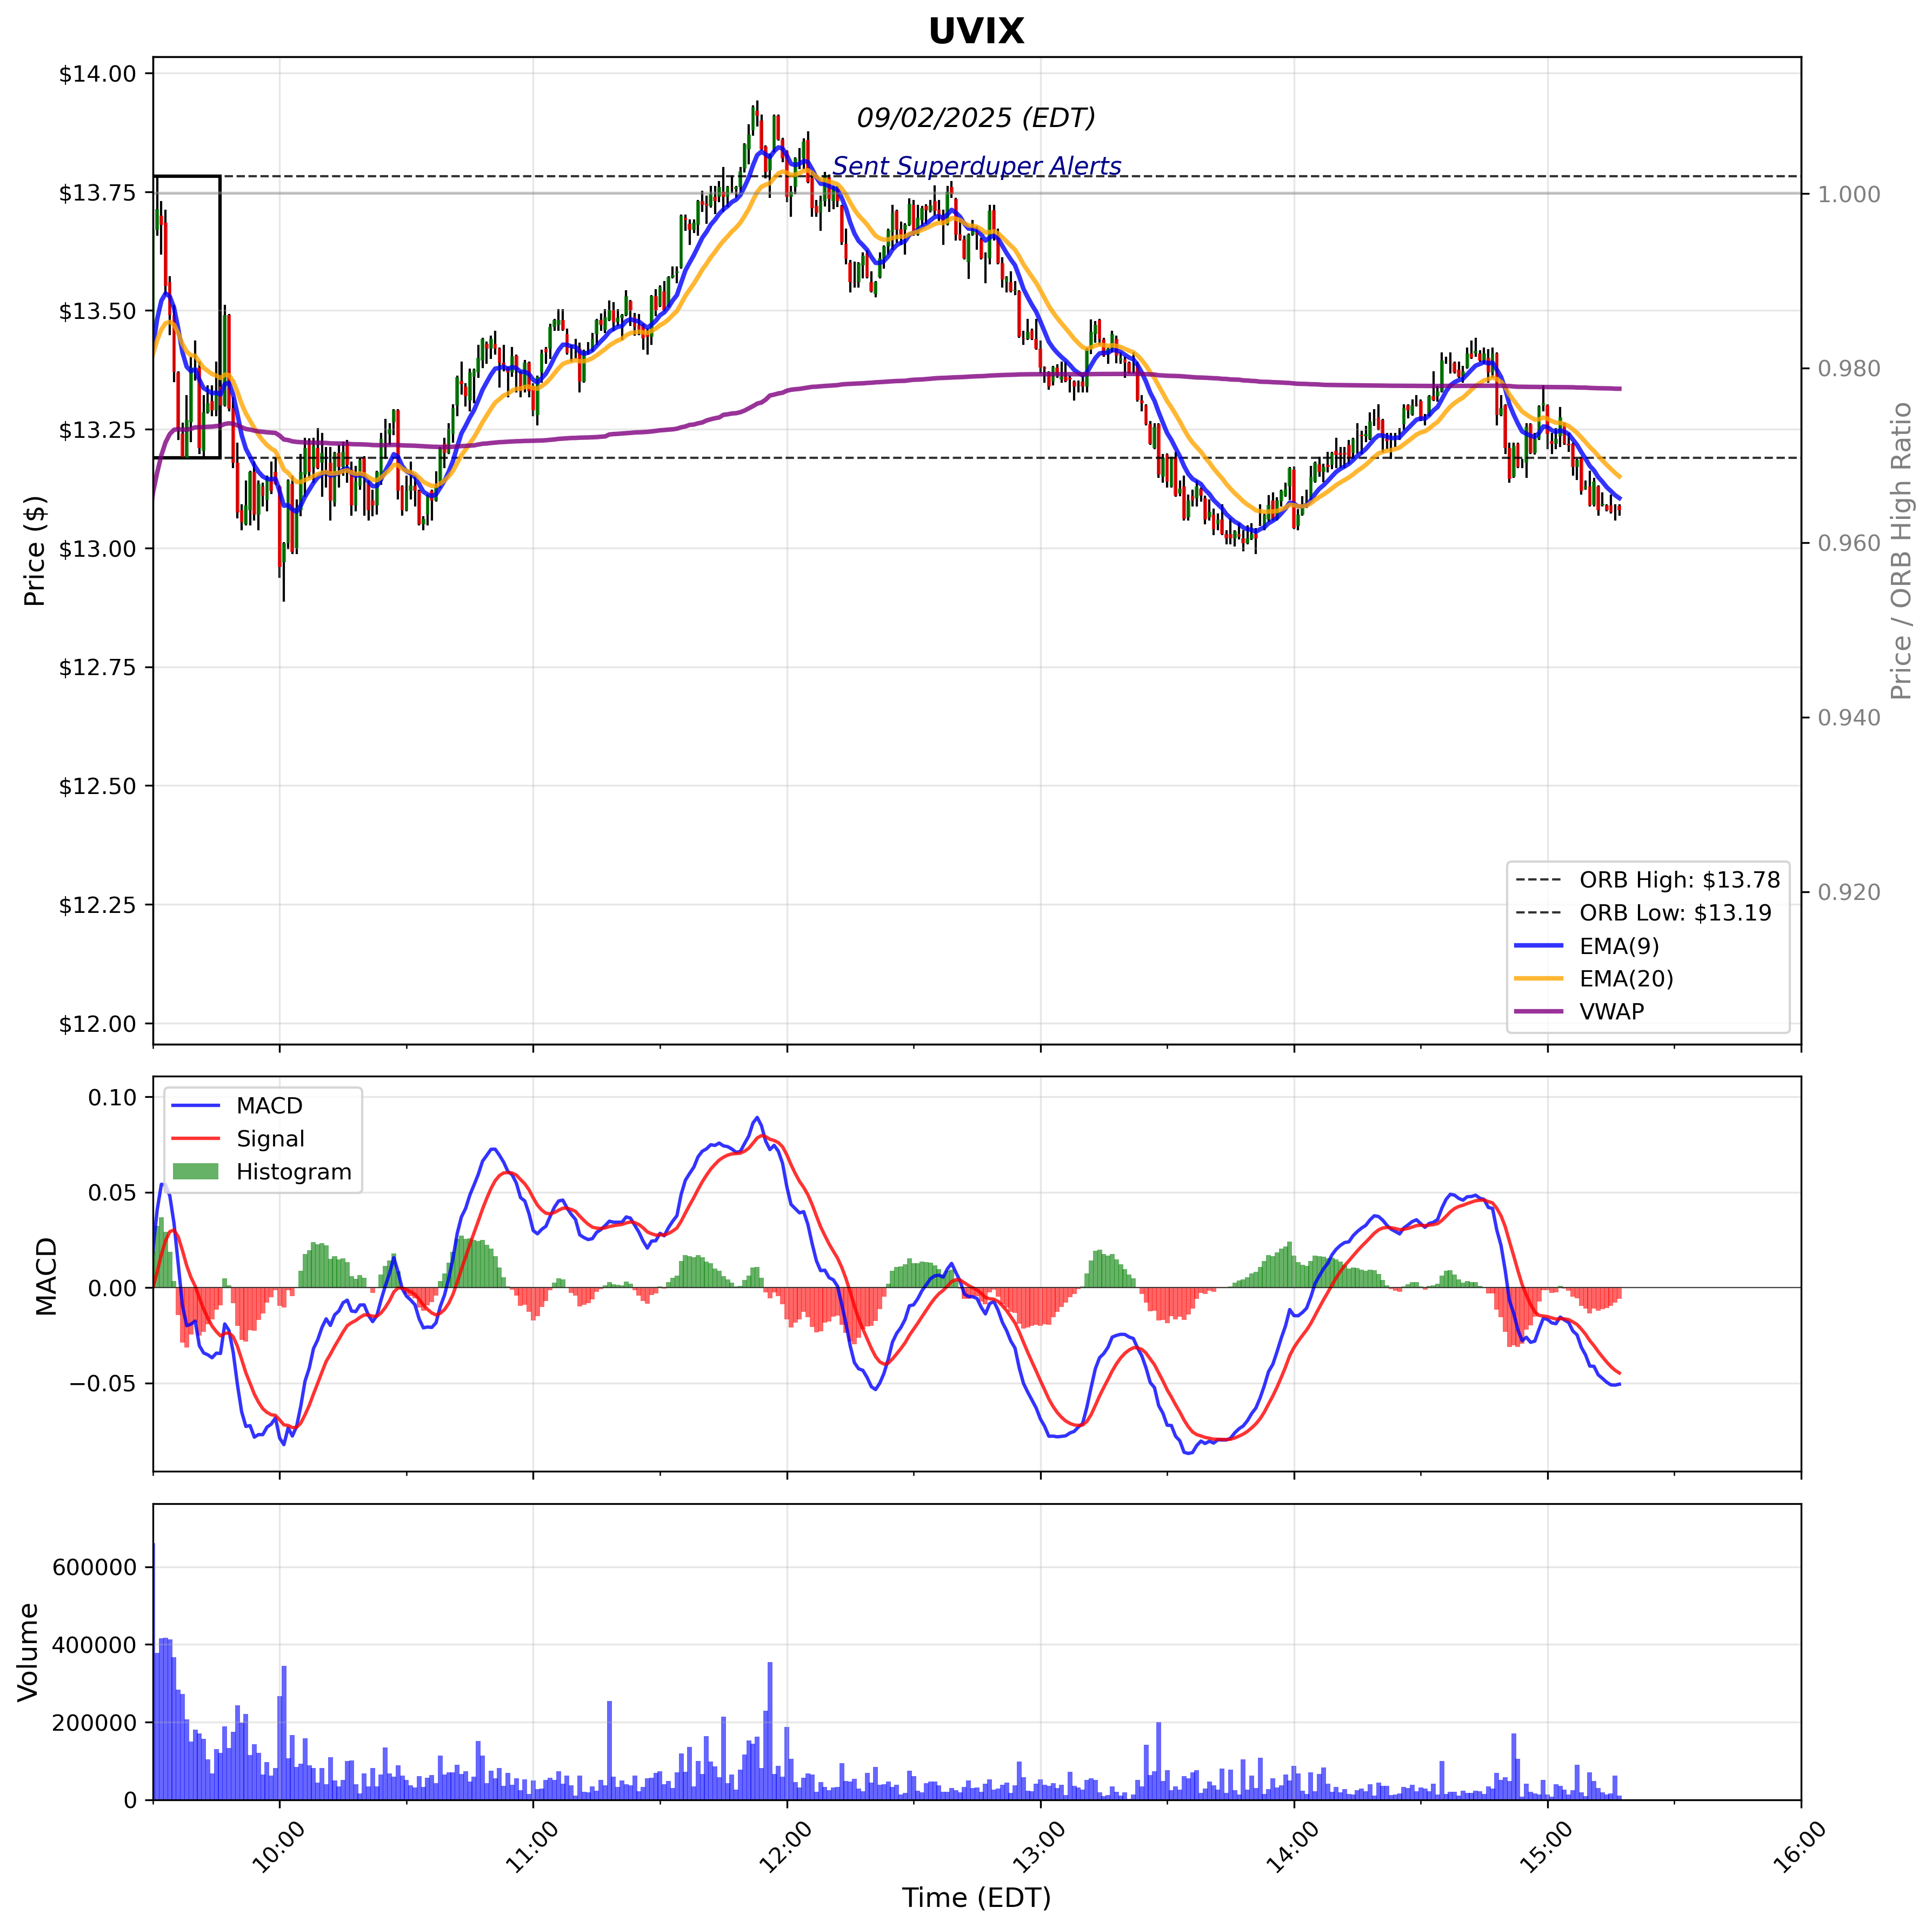 UVIX
09/02/2025 (EDT)
Sent Superduper Alerts
Price ($)
$14.00
$13.75
$13.50
$13.25
$13.00
$12.75
$12.50
$12.25
$12.00
1.000
0.980
0.960
0.940
0.920
Price / ORB High Ratio
ORB High: $13.78
ORB Low: $13.19
EMA(9)
EMA(20)
VWAP
MACD
0.10
0.05
0.00
−0.05
MACD
Signal
Histogram
Volume
600000
400000
200000
0
10:00
11:00
12:00
13:00
14:00
15:00
16:00
Time (EDT)